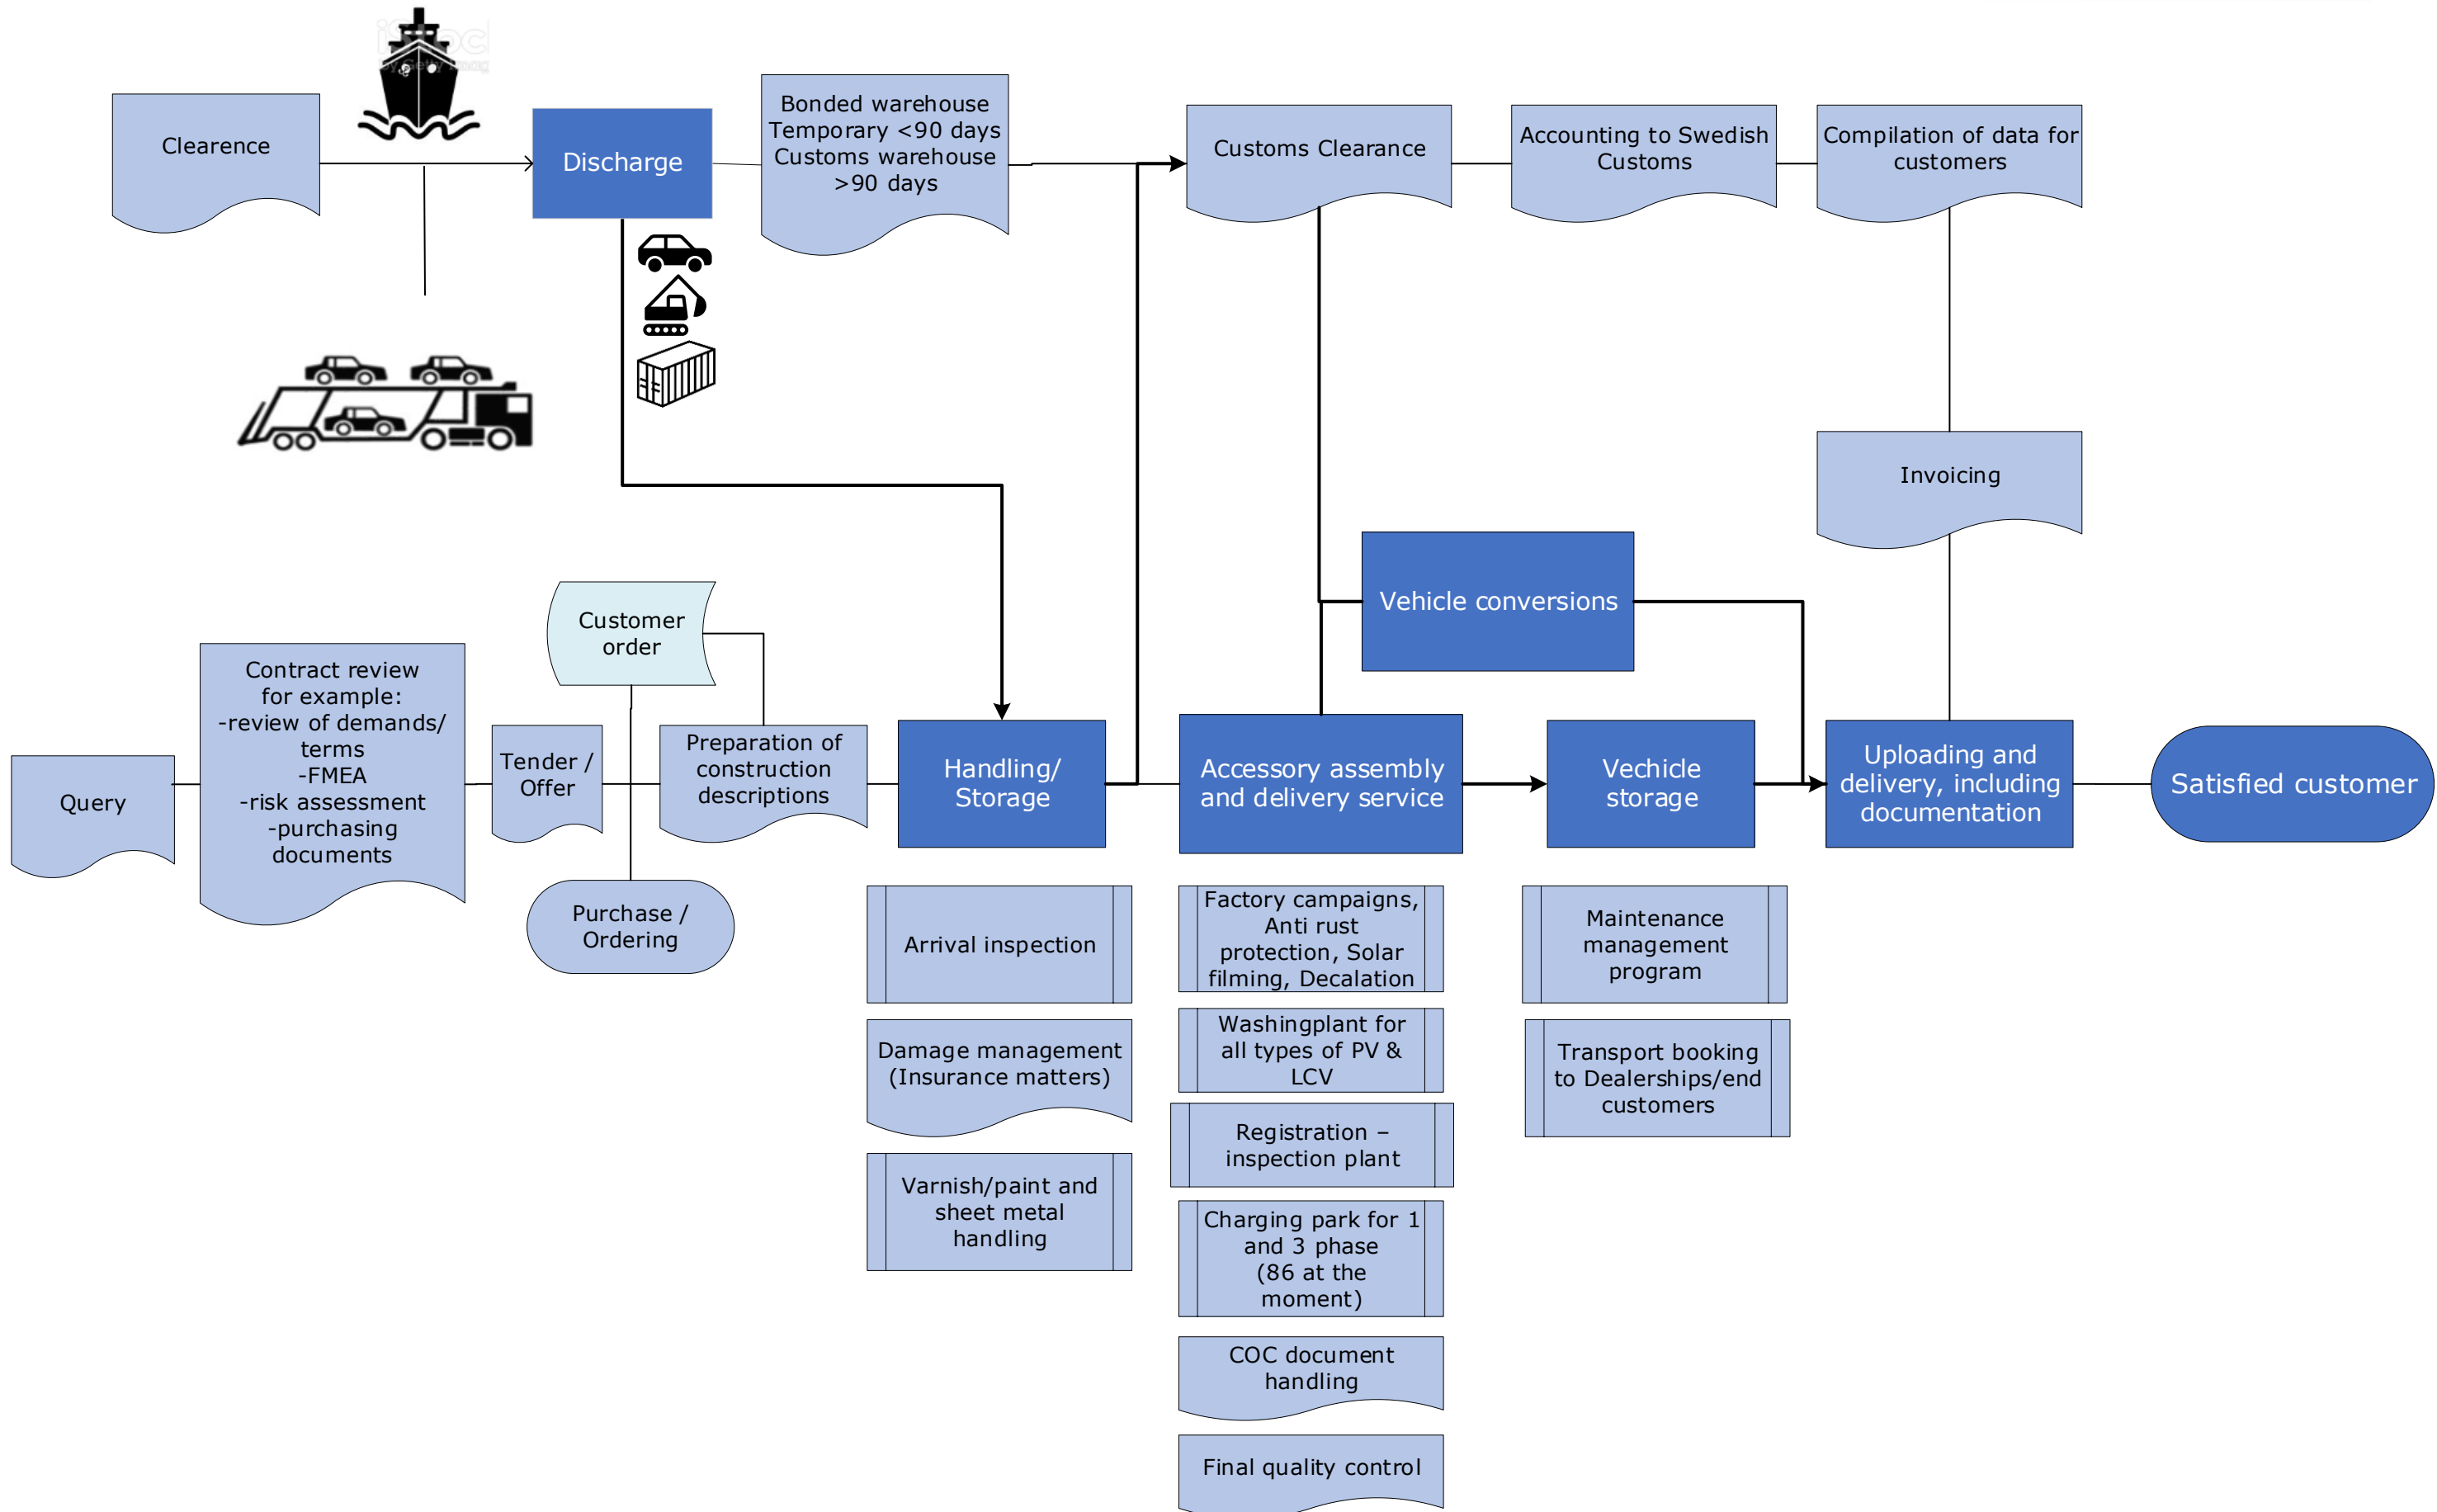 Clearence
Discharge
Bonded warehouse
Temporary <90 days
Customs warehouse
>90 days
Customs Clearance
Accounting to Swedish
Customs
Compilation of data for
customers
Invoicing
Vehicle conversions
Customer
order
Query
Contract review
for example:
-review of demands/
terms
-FMEA
-risk assessment
-purchasing
documents
Tender /
Offer
Purchase /
Ordering
Preparation of
construction
descriptions
Handling/
Storage
Accessory assembly
and delivery service
Vechicle
storage
Uploading and
delivery, including
documentation
Satisfied customer
Arrival inspection
Damage management
(Insurance matters)
Varnish/paint and
sheet metal
handling
Factory campaigns,
Anti rust
protection, Solar
filming, Decalation
Washingplant for
all types of PV &
LCV
Registration –
inspection plant
Charging park for 1
and 3 phase
(86 at the
moment)
COC document
handling
Final quality control
Maintenance
management
program
Transport booking
to Dealerships/end
customers